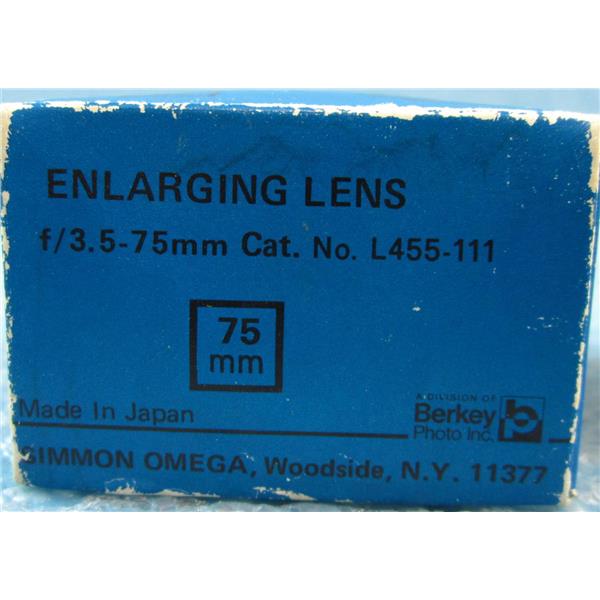 ENLARGING LENS
f/3.5-75mm Cat. No. L455-111
75
mm
Made In Japan
A DIVISION OF
Berkey
Photo Inc.
SIMMON OMEGA, Woodside, N.Y. 11377